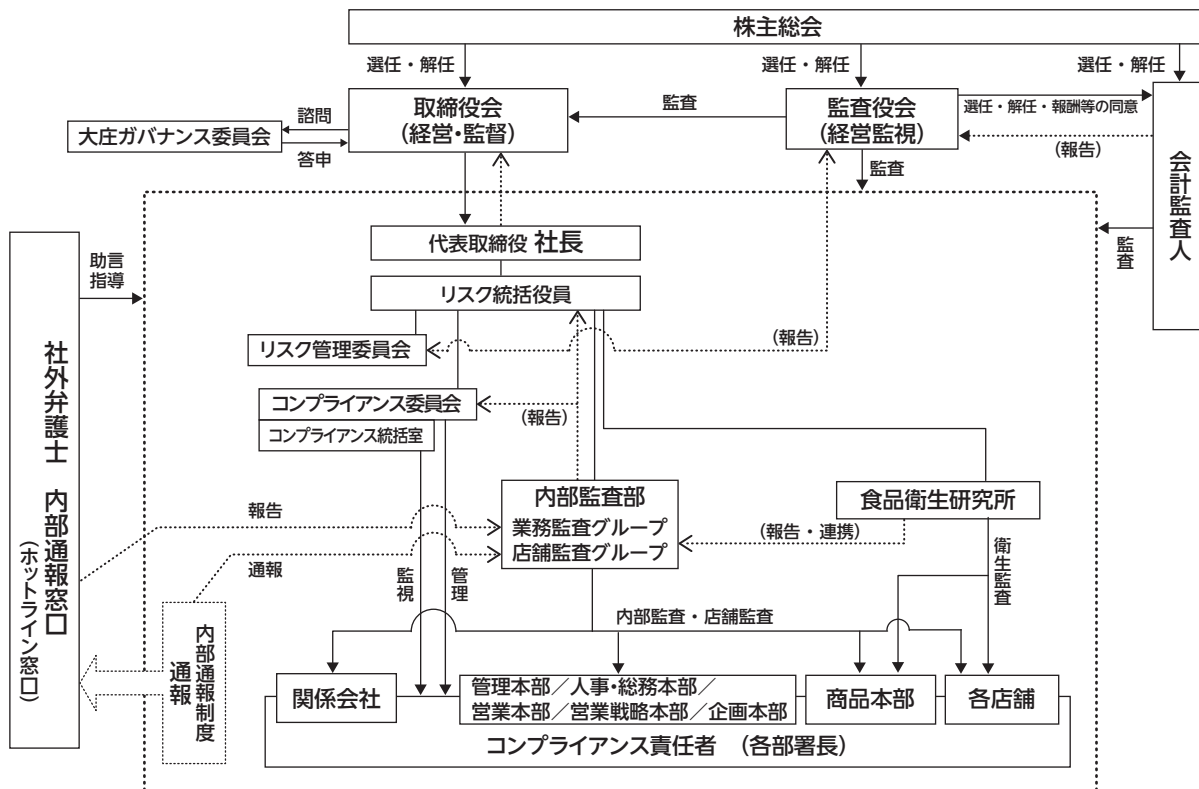 株主総会
選任・解任
選任・解任
選任・解任
取締役会
(経営・監督)
監査
監査役会
(経営監視)
選任・解任・報酬等の同意
(報告)
会計監査人
諮問
大庄ガバナンス委員会
答申
監査
監査
代表取締役 社長
助言
指導
リスク統括役員
リスク管理委員会
(報告)
コンプライアンス委員会
(報告)
コンプライアンス統括室
社外弁護士 内部通報窓口
(ホットライン窓口)
内部監査部
業務監査グループ
店舗監査グループ
食品衛生研究所
報告
(報告・連携)
通報
監視
管理
衛生監査
内部通報制度
通報
内部監査・店舗監査
関係会社
管理本部/人事・総務本部/
営業本部/営業戦略本部/企画本部
商品本部
各店舗
コンプライアンス責任者 (各部署長)